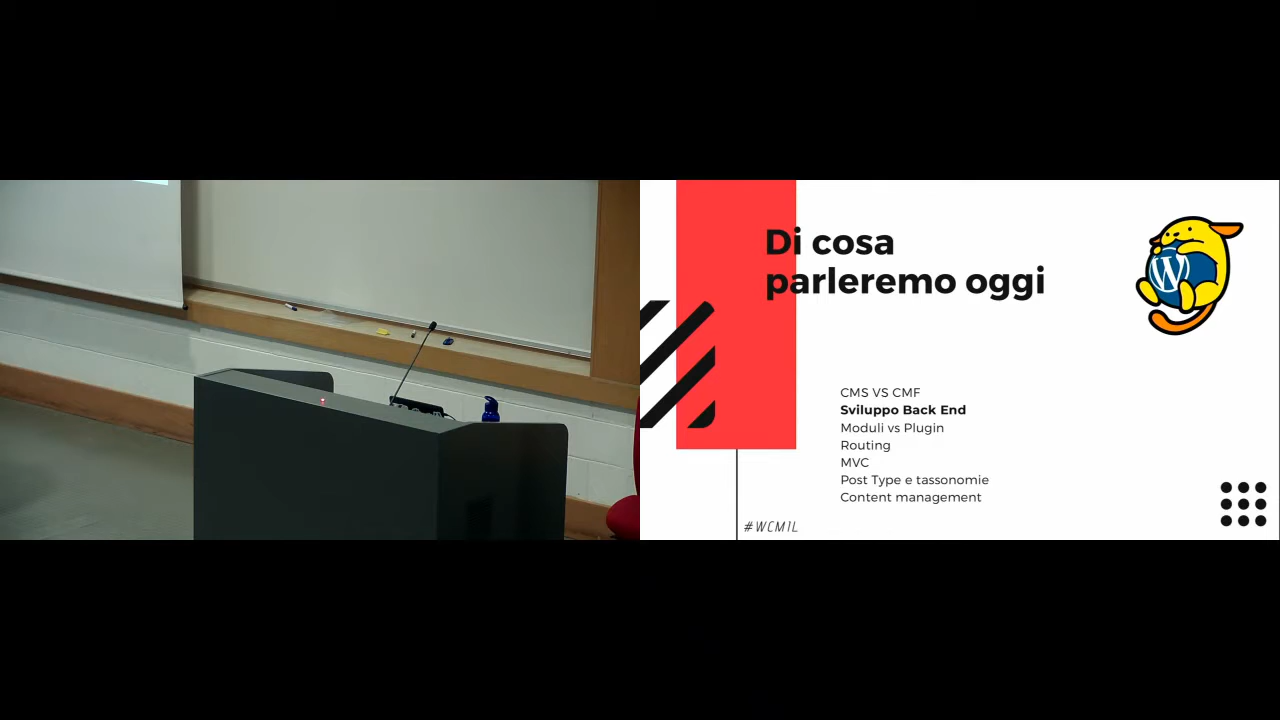 Di cosa
parleremo oggi
CMS VS CMF
Sviluppo Back End
Moduli vs Plugin
Routing
MVC
Post Type e tassonomie
Content management
#WCMIL